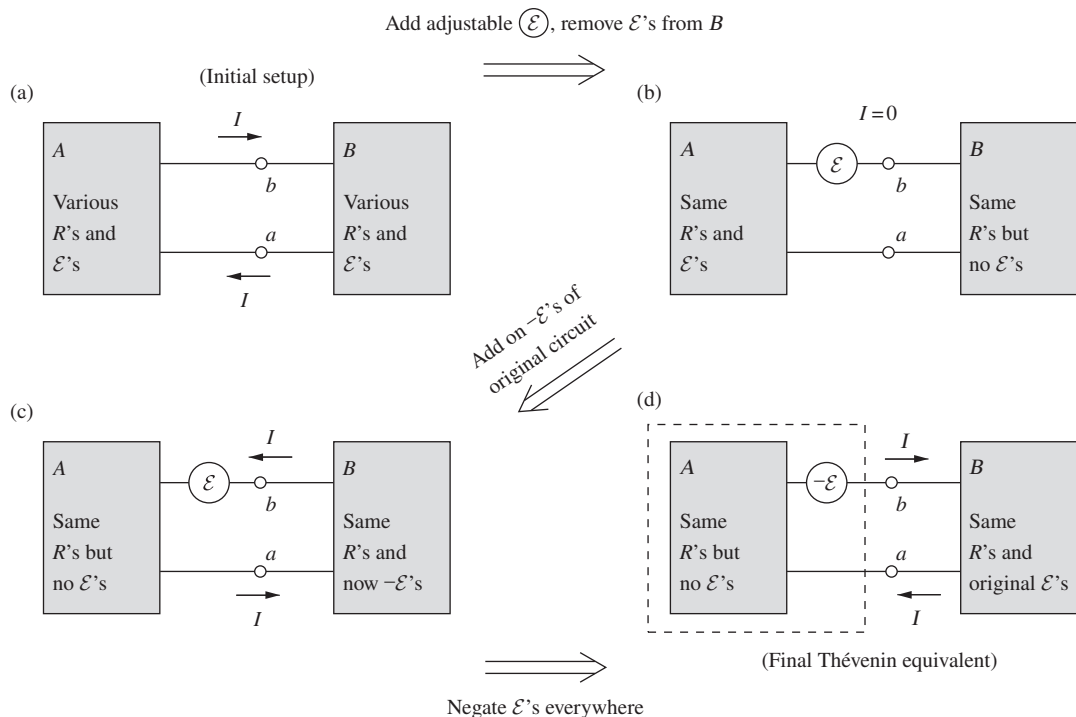 Add adjustable ℰ, remove ℰ's from B
(Initial setup)
(a)
I
A
Various
R's and
ℰ's
b
a
I
B
Various
R's and
ℰ's
(b)
I = 0
A
Same
R's and
ℰ's
ℰ
b
a
B
Same
R's but
no ℰ's
Add on −ℰ's of
original circuit
(c)
I
A
Same
R's but
no ℰ's
ℰ
b
a
I
B
Same
R's and
now −ℰ's
(d)
I
A
Same
R's but
no ℰ's
−ℰ
b
a
I
B
Same
R's and
original ℰ's
(Final Thévenin equivalent)
Negate ℰ's everywhere